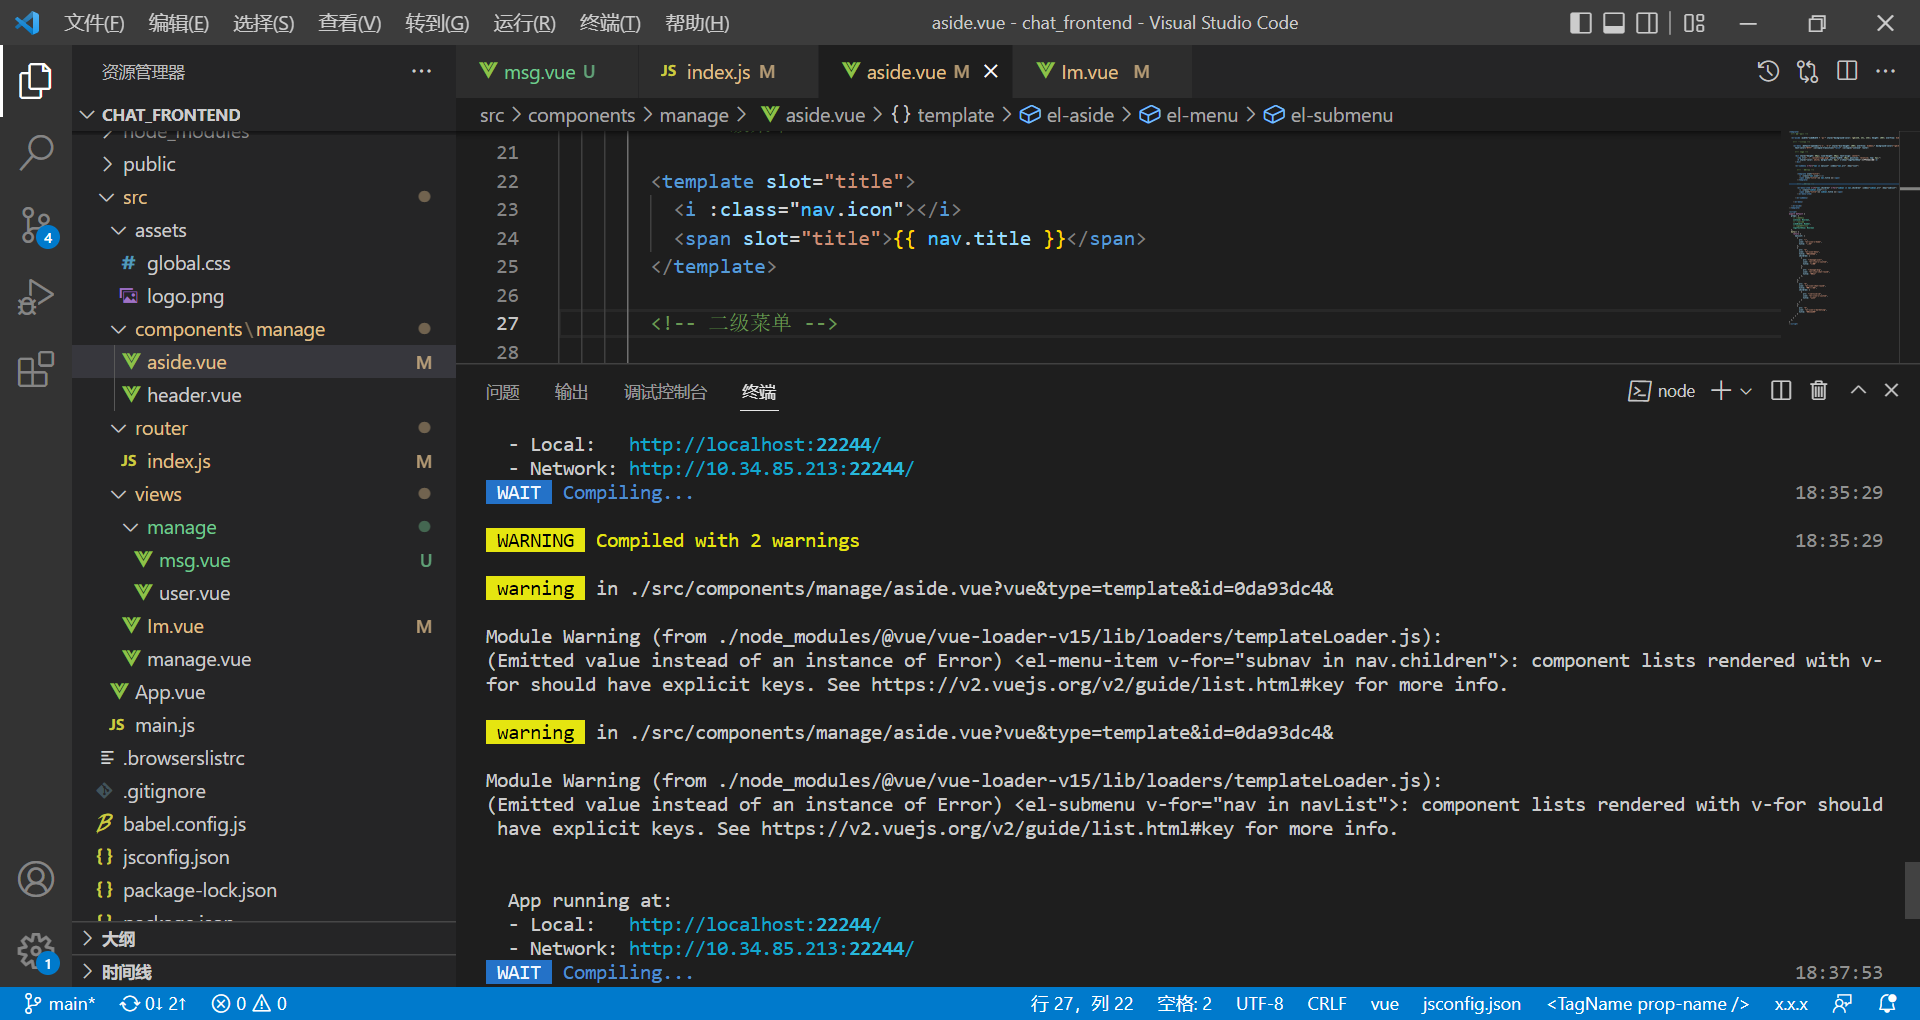 文件(F) 编辑(E) 选择(S) 查看(V) 转到(G) 运行(R) 终端(T) 帮助(H)
aside.vue - chat_frontend - Visual Studio Code
资源管理器
CHAT_FRONTEND
node_modules
public
src
assets
# global.css
logo.png
components\manage
aside.vue M
header.vue
router
JS index.js M
views
manage
msg.vue U
user.vue
Im.vue M
manage.vue
App.vue
JS main.js
.browserslistrc
.gitignore
babel.config.js
{} jsconfig.json
{} package-lock.json
{} package.json
大纲
时间线
4
1
msg.vue U
JS index.js M
aside.vue M
Im.vue M
src > components > manage > aside.vue > {} template > el-aside > el-menu > el-submenu
21
22 <template slot="title">
23 <i :class="nav.icon"></i>
24 <span slot="title">{{ nav.title }}</span>
25 </template>
26
27 <!-- 二级菜单 -->
28
问题 输出 调试控制台 终端
node
- Local: http://localhost:22244/
- Network: http://10.34.85.213:22244/
WAIT Compiling... 18:35:29
WARNING Compiled with 2 warnings 18:35:29
warning in ./src/components/manage/aside.vue?vue&type=template&id=0da93dc4&
Module Warning (from ./node_modules/@vue/vue-loader-v15/lib/loaders/templateLoader.js):
(Emitted value instead of an instance of Error) <el-menu-item v-for="subnav in nav.children">: component lists rendered with v-
for should have explicit keys. See https://v2.vuejs.org/v2/guide/list.html#key for more info.
warning in ./src/components/manage/aside.vue?vue&type=template&id=0da93dc4&
Module Warning (from ./node_modules/@vue/vue-loader-v15/lib/loaders/templateLoader.js):
(Emitted value instead of an instance of Error) <el-submenu v-for="nav in navList">: component lists rendered with v-for should
have explicit keys. See https://v2.vuejs.org/v2/guide/list.html#key for more info.
App running at:
- Local: http://localhost:22244/
- Network: http://10.34.85.213:22244/
WAIT Compiling... 18:37:53
main* 0↓ 2↑ 0 0
行 27，列 22 空格: 2 UTF-8 CRLF vue jsconfig.json <TagName prop-name /> x.x.x